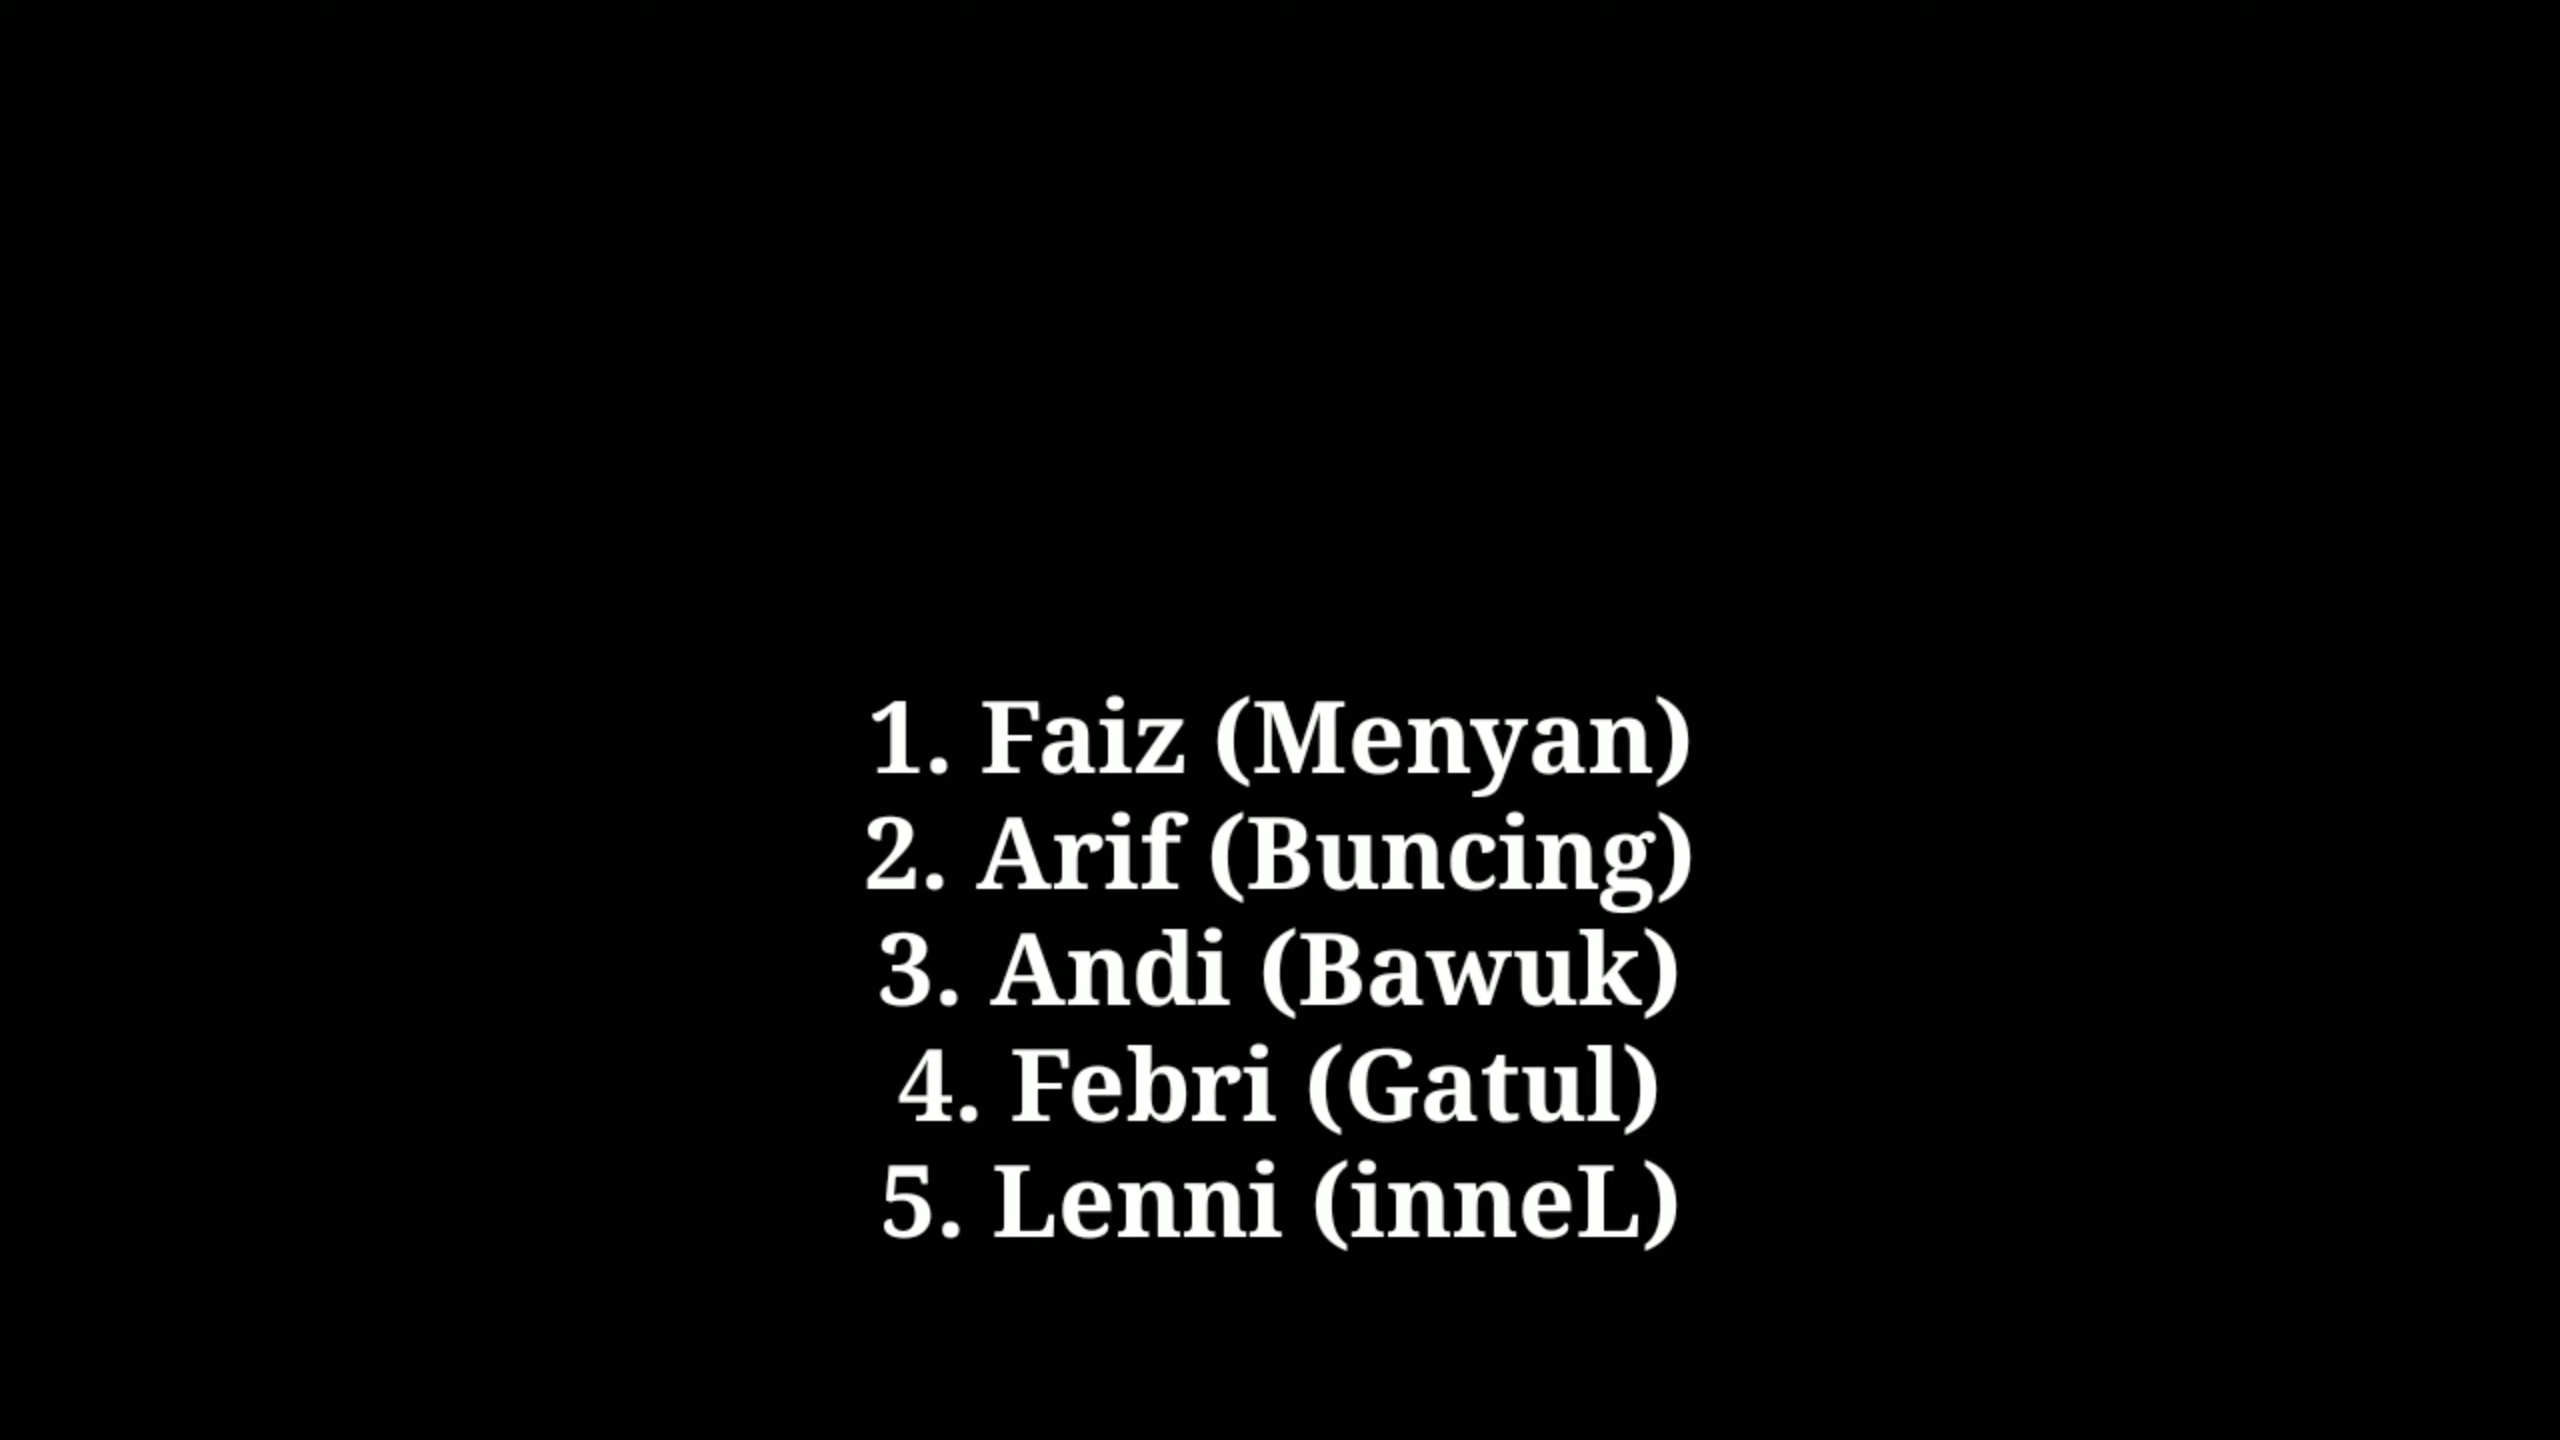 1. Faiz (Menyan)
2. Arif (Buncing)
3. Andi (Bawuk)
4. Febri (Gatul)
5. Lenni (inneL)